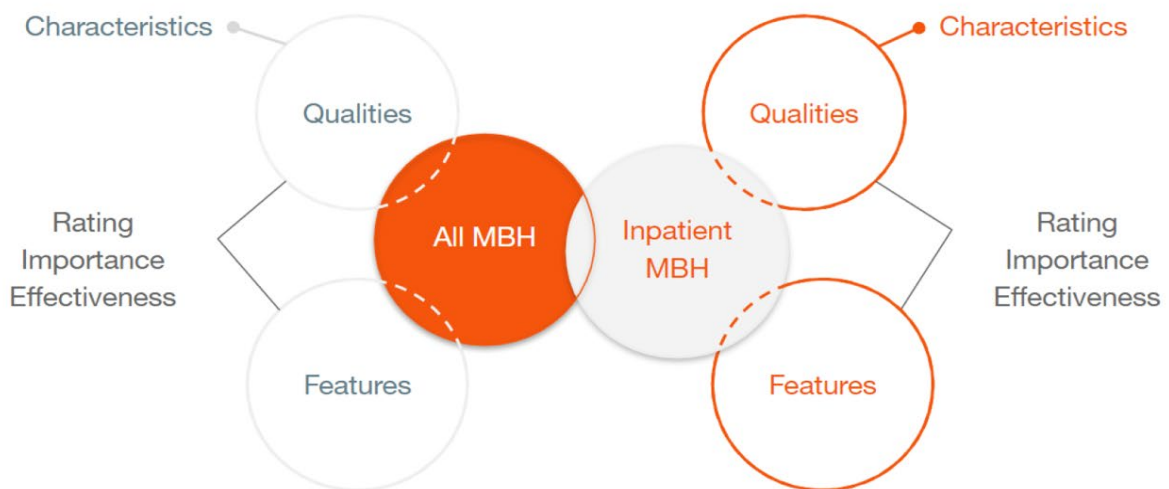 Characteristics
Characteristics
Qualities
Qualities
Rating
Importance
Effectiveness
All MBH
Inpatient
MBH
Rating
Importance
Effectiveness
Features
Features